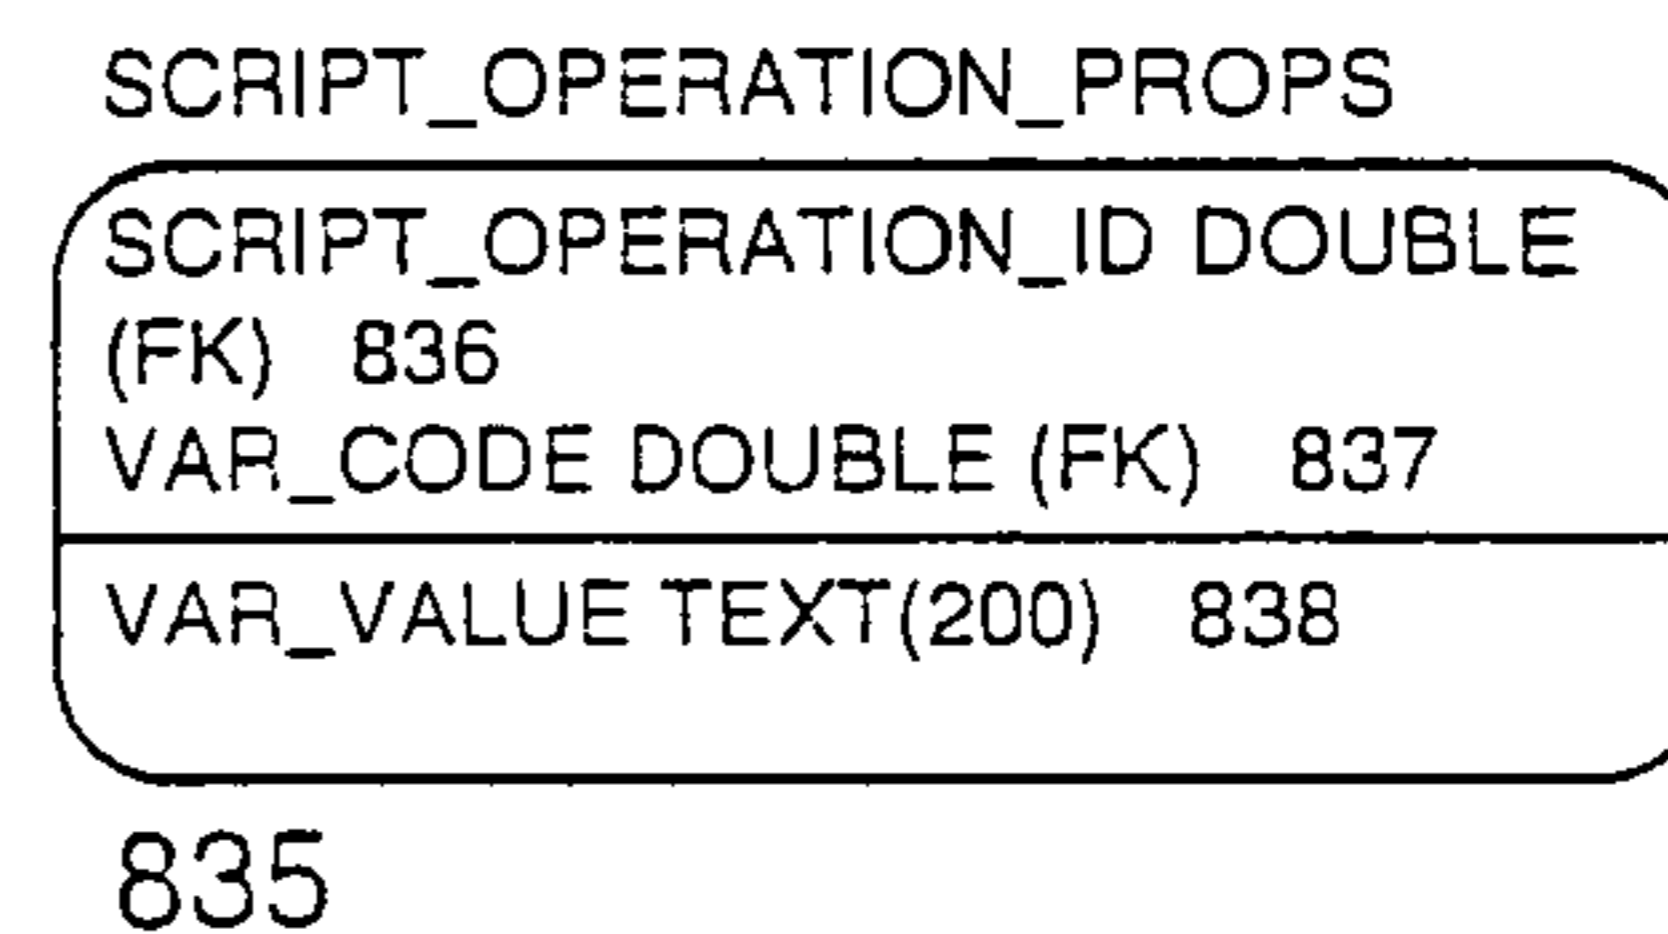 SCRIPT_OPERATION_PROPS
SCRIPT_OPERATION_ID DOUBLE
(FK) 836
VAR_CODE DOUBLE (FK) 837
VAR_VALUE TEXT(200) 838
835